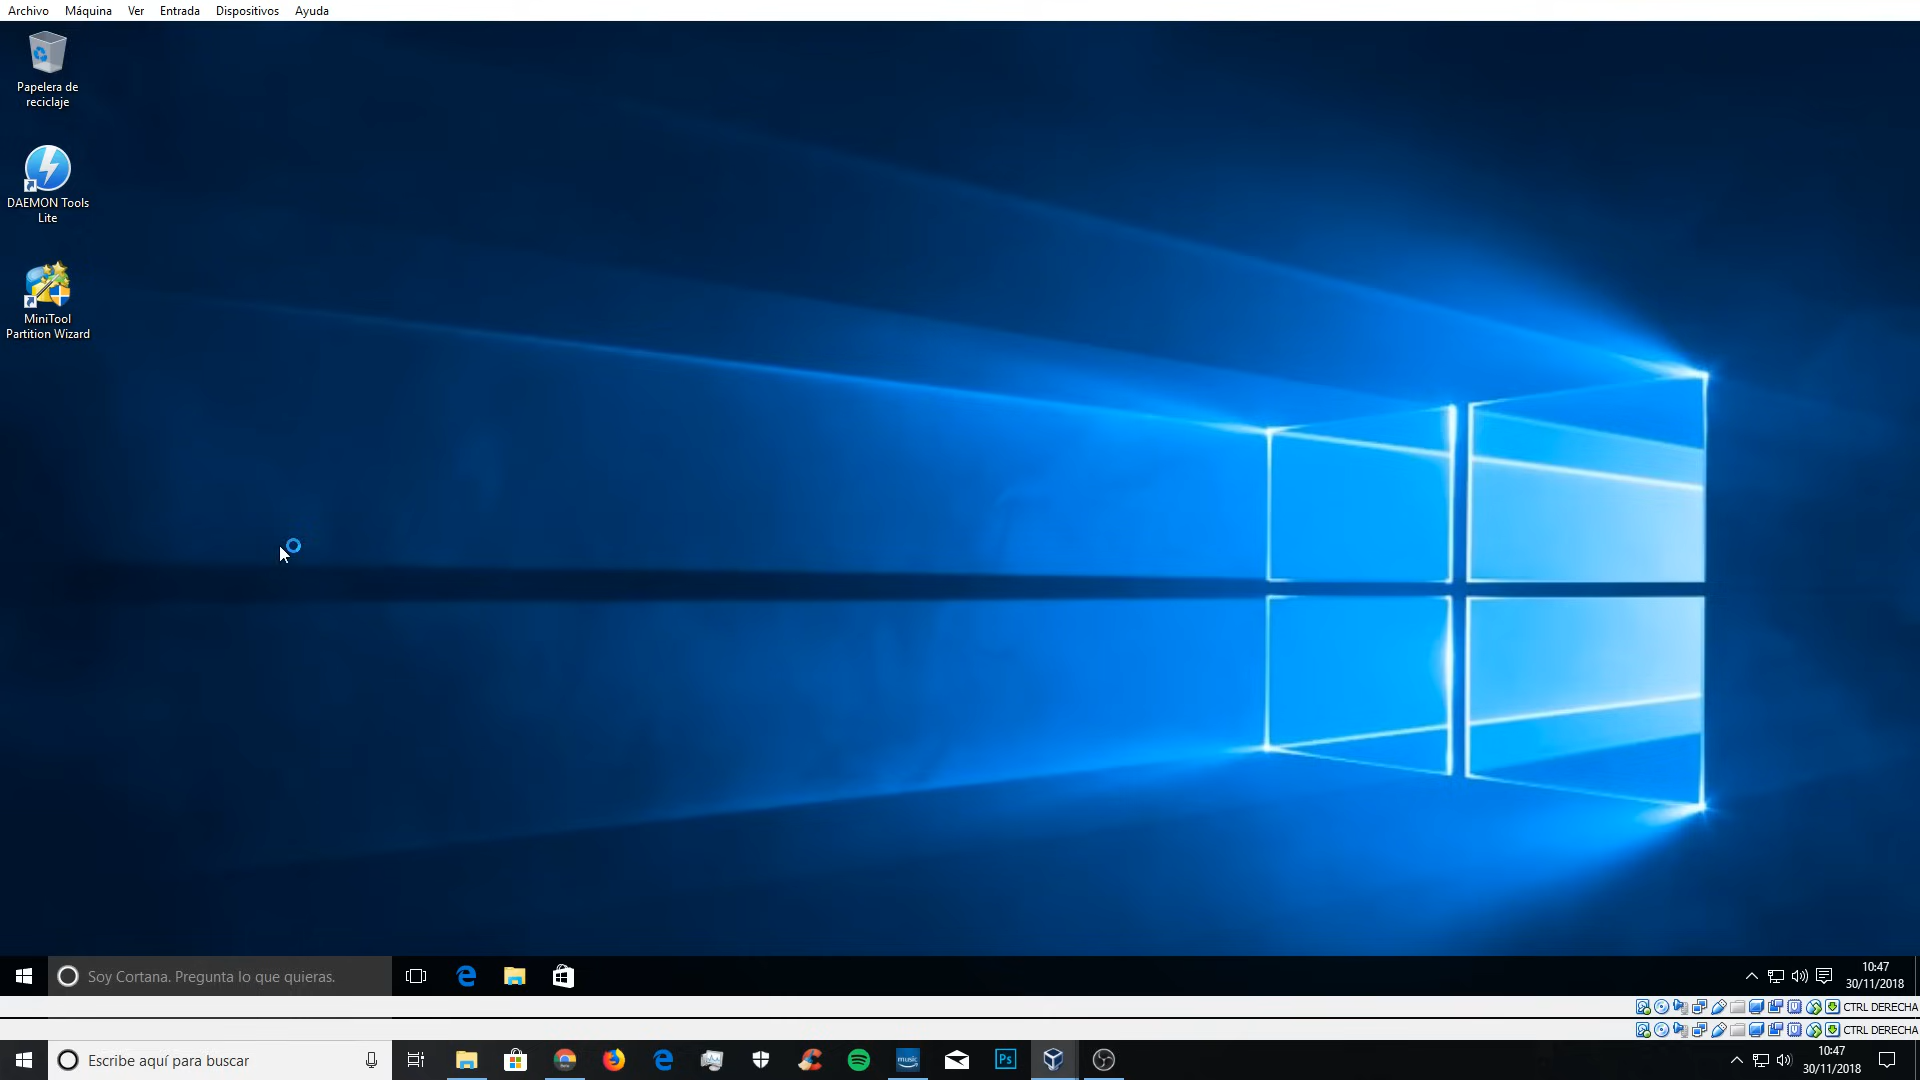 Archivo Máquina Ver Entrada Dispositivos Ayuda
Papelera de
reciclaje
DAEMON Tools
Lite
MiniTool
Partition Wizard
Soy Cortana. Pregunta lo que quieras.
10:47
30/11/2018
CTRL DERECHA
CTRL DERECHA
Escribe aquí para buscar
music
Ps
10:47
30/11/2018